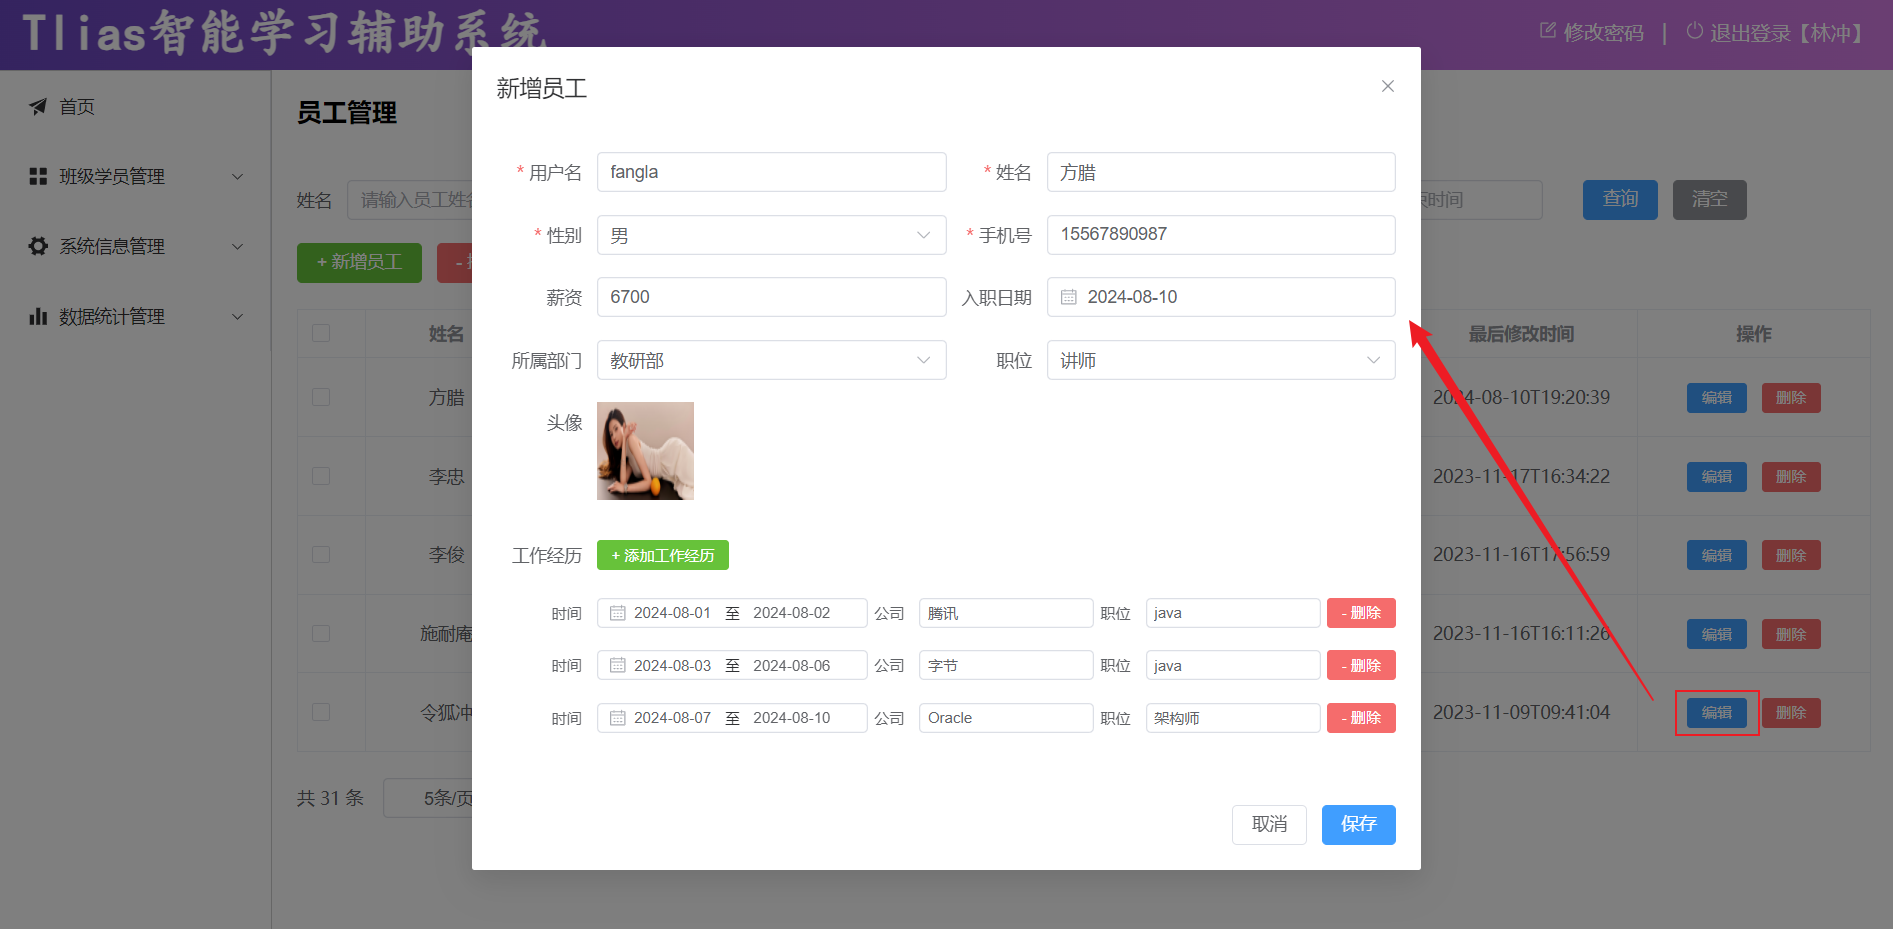 Tlias智能学习辅助系统
修改密码 | 退出登录【林冲】
首页
班级学员管理
系统信息管理
数据统计管理
员工管理
姓名 请输入员工姓名
时间
查询 清空
+ 新增员工
-
姓名 最后修改时间 操作
方腊 2024-08-10T19:20:39 编辑 删除
李忠 2023-11-17T16:34:22 编辑 删除
李俊 2023-11-16T17:56:59 编辑 删除
施耐庵 2023-11-16T16:11:26 编辑 删除
令狐冲 2023-11-09T09:41:04 编辑 删除
共 31 条 5条/页
新增员工
* 用户名 fangla * 姓名 方腊
* 性别 男 * 手机号 15567890987
薪资 6700 入职日期 2024-08-10
所属部门 教研部 职位 讲师
头像
工作经历 + 添加工作经历
时间 2024-08-01 至 2024-08-02 公司 腾讯 职位 java - 删除
时间 2024-08-03 至 2024-08-06 公司 字节 职位 java - 删除
时间 2024-08-07 至 2024-08-10 公司 Oracle 职位 架构师 - 删除
取消 保存